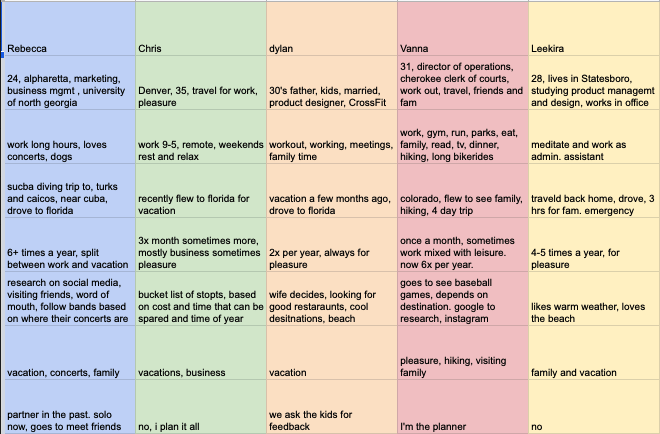 Rebecca
Chris
dylan
Vanna
Leekira
24, alpharetta, marketing,
business mgmt , university
of north georgia
Denver, 35, travel for work,
pleasure
30's father, kids, married,
product designer, CrossFit
31, director of operations,
cherokee clerk of courts,
work out, travel, friends and
fam
28, lives in Statesboro,
studying product managemt
and design, works in office
work long hours, loves
concerts, dogs
work 9-5, remote, weekends
rest and relax
workout, working, meetings,
family time
work, gym, run, parks, eat,
family, read, tv, dinner,
hiking, long bikerides
meditate and work as
admin. assistant
sucba diving trip to, turks
and caicos, near cuba,
drove to florida
recently flew to florida for
vacation
vacation a few months ago,
drove to florida
colorado, flew to see family,
hiking, 4 day trip
traveld back home, drove, 3
hrs for fam. emergency
6+ times a year, split
between work and vacation
3x month sometimes more,
mostly business sometimes
pleasure
2x per year, always for
pleasure
once a month, sometimes
work mixed with leisure.
now 6x per year.
4-5 times a year, for
pleasure
research on social media,
visiting friends, word of
mouth, follow bands based
on where their concerts are
bucket list of stopts, based
on cost and time that can be
spared and time of year
wife decides, looking for
good restaraunts, cool
desitnations, beach
goes to see baseball
games, depends on
destination. google to
research, instagram
likes warm weather, loves
the beach
vacation, concerts, family
vacations, business
vacation
pleasure, hiking, visiting
family
family and vacation
partner in the past. solo
now, goes to meet friends
no, i plan it all
we ask the kids for
feedback
I'm the planner
no